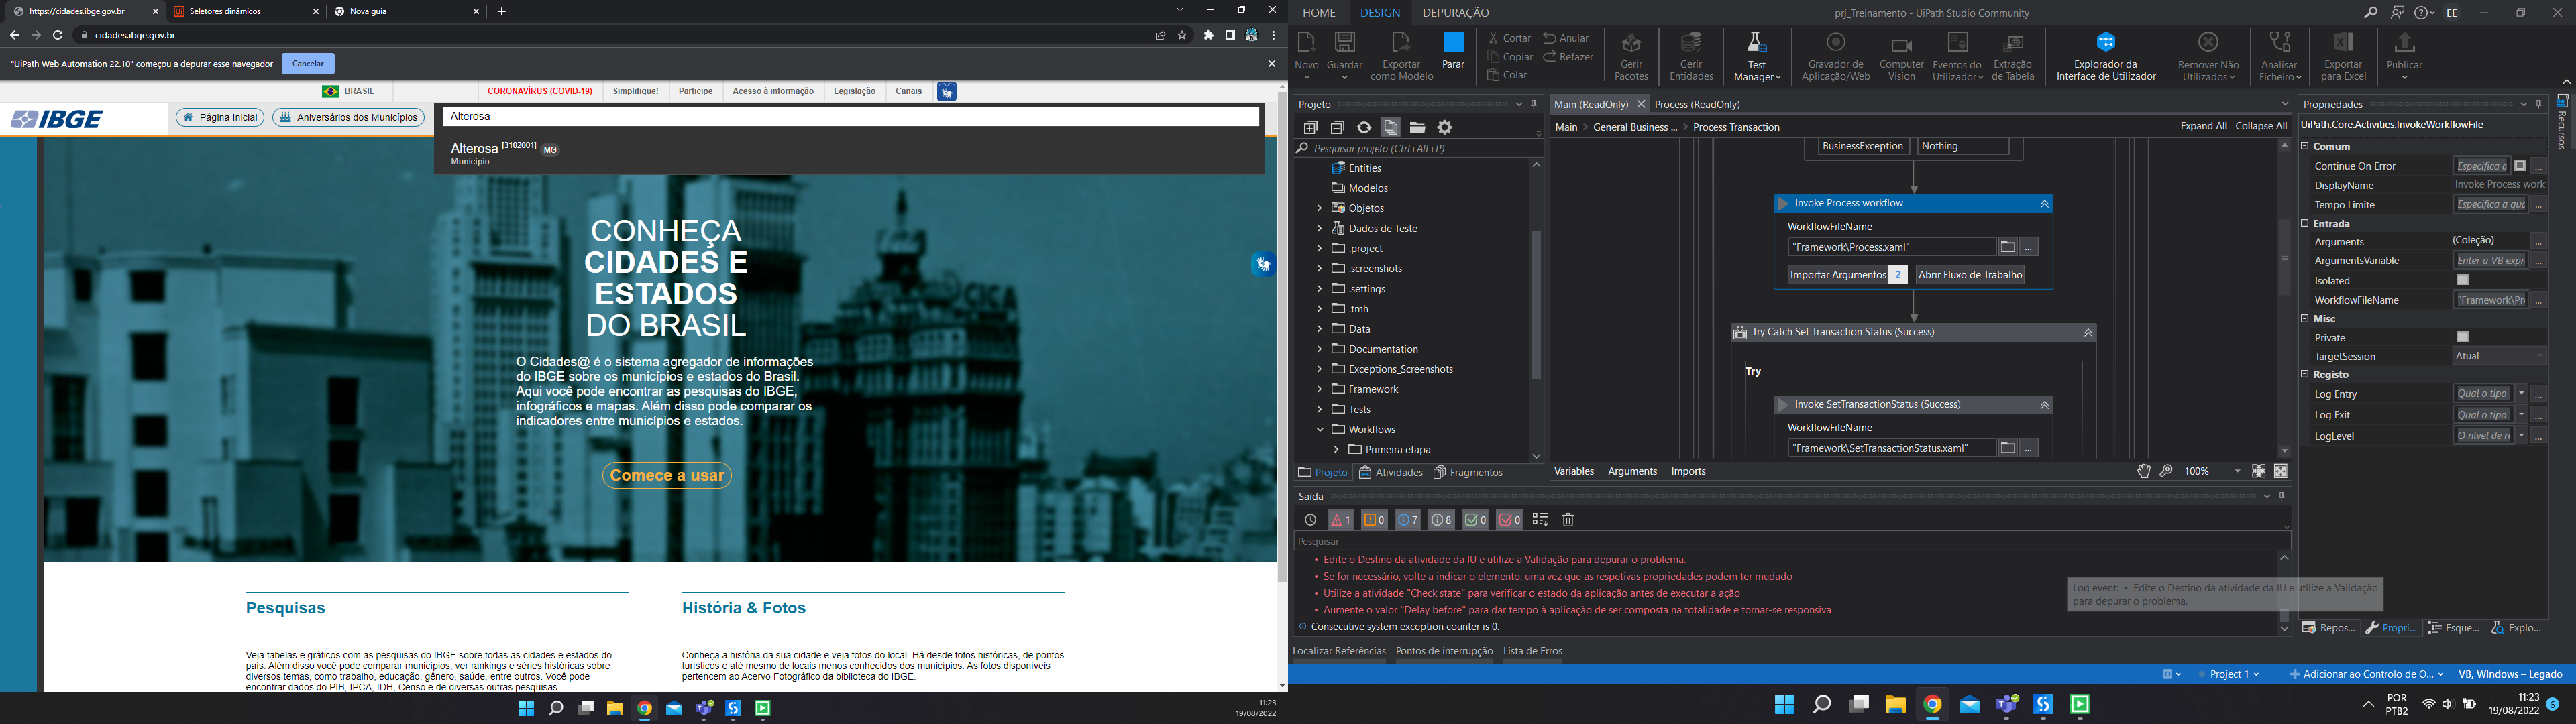 https://cidades.ibge.gov.br
Seletores dinâmicos
Nova guia
cidades.ibge.gov.br
"UiPath Web Automation 22.10" começou a depurar esse navegador
Cancelar
BRASIL
CORONAVÍRUS (COVID-19)
Simplifique!
Participe
Acesso à informação
Legislação
Canais
IBGE
Página Inicial
Aniversários dos Municípios
Alterosa
Alterosa [3102001] MG
Município
CONHEÇA
CIDADES E
ESTADOS
DO BRASIL
O Cidades@ é o sistema agregador de informações
do IBGE sobre os municípios e estados do Brasil.
Aqui você pode encontrar as pesquisas do IBGE,
infográficos e mapas. Além disso pode comparar os
indicadores entre municípios e estados.
Comece a usar
Pesquisas
Veja tabelas e gráficos com as pesquisas do IBGE sobre todas as cidades e estados do
país. Além disso você pode comparar municípios, ver rankings e séries históricas sobre
diversos temas, como trabalho, educação, gênero, saúde, entre outros. Você pode
encontrar dados do PIB, IPCA, IDH, Censo e de diversas outras pesquisas.
História & Fotos
Conheça a história da sua cidade e veja fotos do local. Há desde fotos históricas, de pontos
turísticos e até mesmo de locais menos conhecidos dos municípios. As fotos disponíveis
pertencem ao Acervo Fotográfico da biblioteca do IBGE.
11:23
19/08/2022
HOME
DESIGN
DEPURAÇÃO
prj_Treinamento - UiPath Studio Community
EE
Novo
Guardar
Exportar
como Modelo
Parar
Cortar
Copiar
Colar
Anular
Refazer
Gerir
Pacotes
Gerir
Entidades
Test
Manager
Gravador de
Aplicação/Web
Computer
Vision
Eventos do
Utilizador
Extração
de Tabela
Explorador da
Interface de Utilizador
Remover Não
Utilizados
Analisar
Ficheiro
Exportar
para Excel
Publicar
Projeto
Pesquisar projeto (Ctrl+Alt+P)
Entities
Modelos
Objetos
Dados de Teste
.project
.screenshots
.settings
.tmh
Data
Documentation
Exceptions_Screenshots
Framework
Tests
Workflows
Primeira etapa
Projeto
Atividades
Fragmentos
Main (ReadOnly)
Process (ReadOnly)
Main > General Business ... > Process Transaction
Expand All
Collapse All
BusinessException = Nothing
Invoke Process workflow
WorkflowFileName
"Framework\Process.xaml"
...
Importar Argumentos 2
Abrir Fluxo de Trabalho
Try Catch Set Transaction Status (Success)
Try
Invoke SetTransactionStatus (Success)
WorkflowFileName
"Framework\SetTransactionStatus.xaml"
...
Variables
Arguments
Imports
100%
Propriedades
UiPath.Core.Activities.InvokeWorkflowFile
Comum
Continue On Error Especifica a ...
DisplayName Invoke Process work
Tempo Limite Especifica a qua ...
Entrada
Arguments (Coleção) ...
ArgumentsVariable Enter a VB expr ...
Isolated
WorkflowFileName "Framework\Pr ...
Misc
Private
TargetSession Atual
Registo
Log Entry Qual o tipo ...
Log Exit Qual o tipo ...
LogLevel O nível de r ...
Recursos
Saída
1
0
7
8
0
0
Pesquisar
• Edite o Destino da atividade da IU e utilize a Validação para depurar o problema.
• Se for necessário, volte a indicar o elemento, uma vez que as respetivas propriedades podem ter mudado
• Utilize a atividade "Check state" para verificar o estado da aplicação antes de executar a ação
• Aumente o valor "Delay before" para dar tempo à aplicação de ser composta na totalidade e tornar-se responsiva
Consecutive system exception counter is 0.
Log event: • Edite o Destino da atividade da IU e utilize a Validação
para depurar o problema.
Repos...
Propri...
Esque...
Explo...
Localizar Referências
Pontos de interrupção
Lista de Erros
Project 1
Adicionar ao Controlo de O...
VB, Windows – Legado
POR
PTB2
11:23
19/08/2022
6